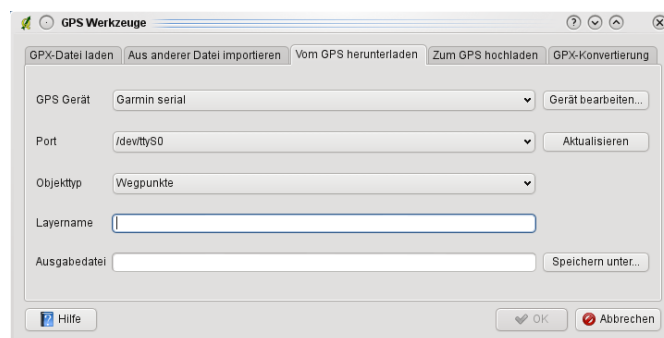 GPS Werkzeuge
GPX-Datei laden Aus anderer Datei importieren Vom GPS herunterladen Zum GPS hochladen GPX-Konvertierung
GPS Gerät Garmin serial Gerät bearbeiten...
Port /dev/ttyS0 Aktualisieren
Objekttyp Wegpunkte
Layername
Ausgabedatei Speichern unter...
Hilfe OK Abbrechen